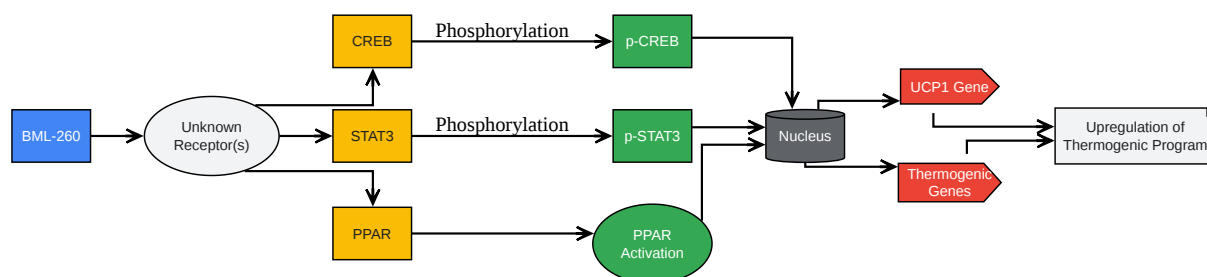 CREB
Phosphorylation
p-CREB
BML-260
Unknown
Receptor(s)
STAT3
Phosphorylation
p-STAT3
Nucleus
UCP1 Gene
Thermogenic
Genes
Upregulation of
Thermogenic Program
PPAR
PPAR
Activation